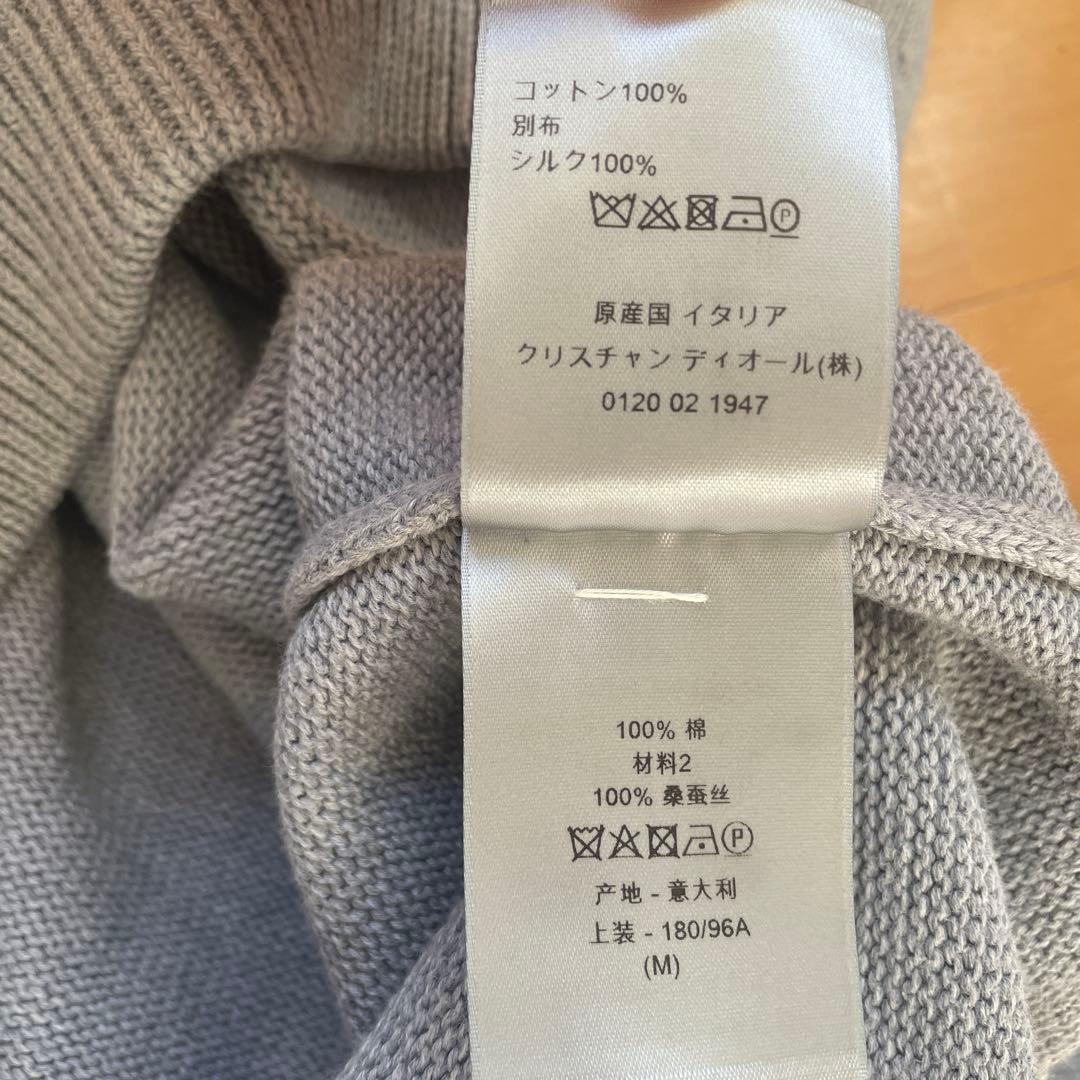 コットン100%
別布
シルク100%
P
原産国 イタリア
クリスチャン ディオール(株)
0120 02 1947
100% 棉
材料2
100% 桑蚕丝
P
产地 - 意大利
上装 - 180/96A
(M)